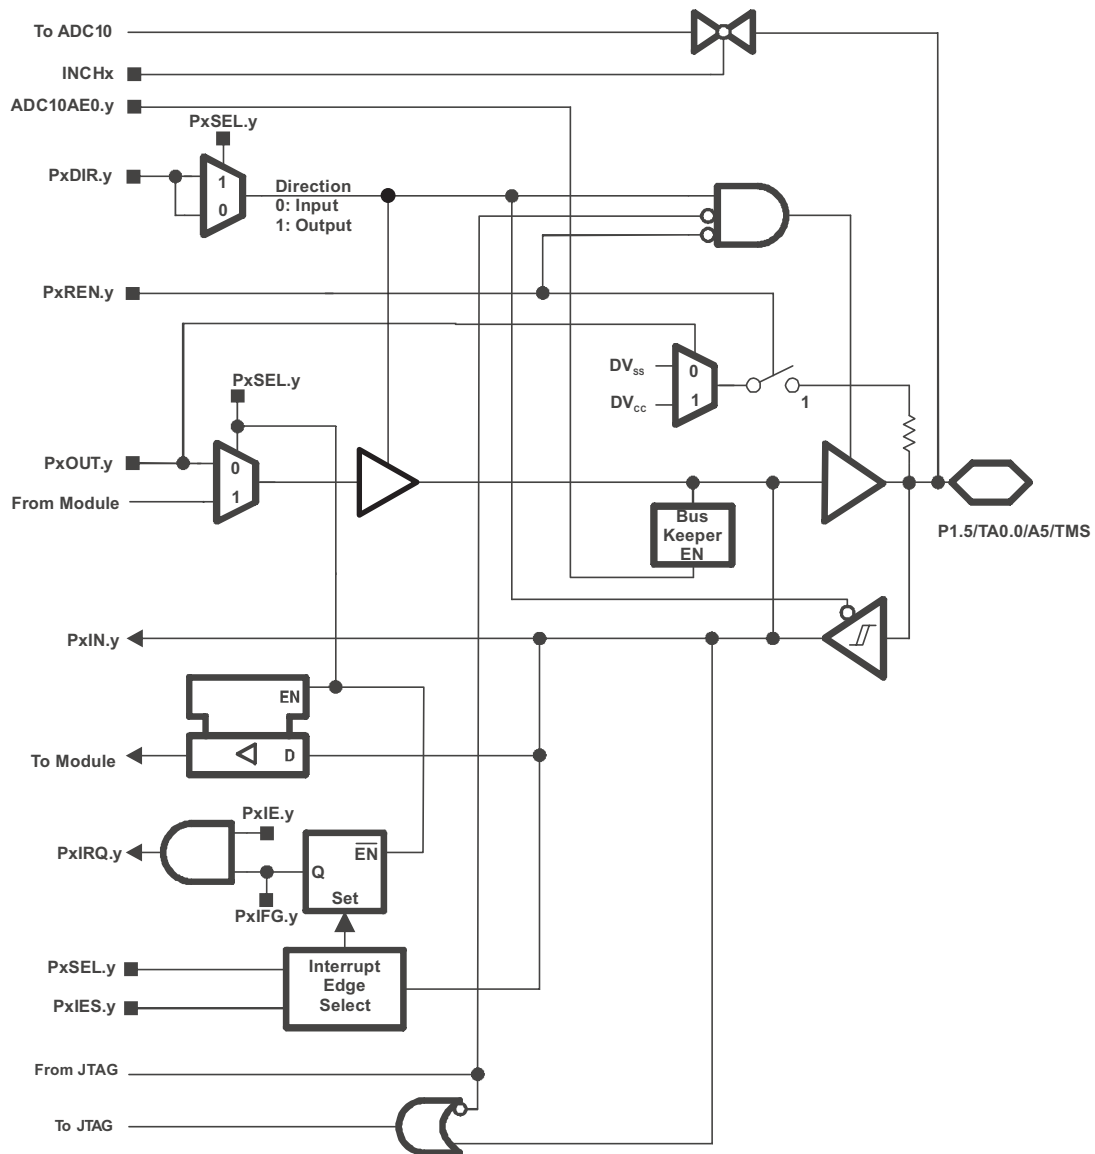 To ADC10
INCHx
ADC10AE0.y
PxSEL.y
PxDIR.y
1
0
Direction
0: Input
1: Output
PxREN.y
DVSS
0
DVCC
1
1
PxSEL.y
PxOUT.y
0
From Module
1
Bus
Keeper
EN
P1.5/TA0.0/A5/TMS
PxIN.y
EN
To Module
D
PxIE.y
PxIRQ.y
EN
Q
Set
PxIFG.y
PxSEL.y
PxIES.y
Interrupt
Edge
Select
From JTAG
To JTAG